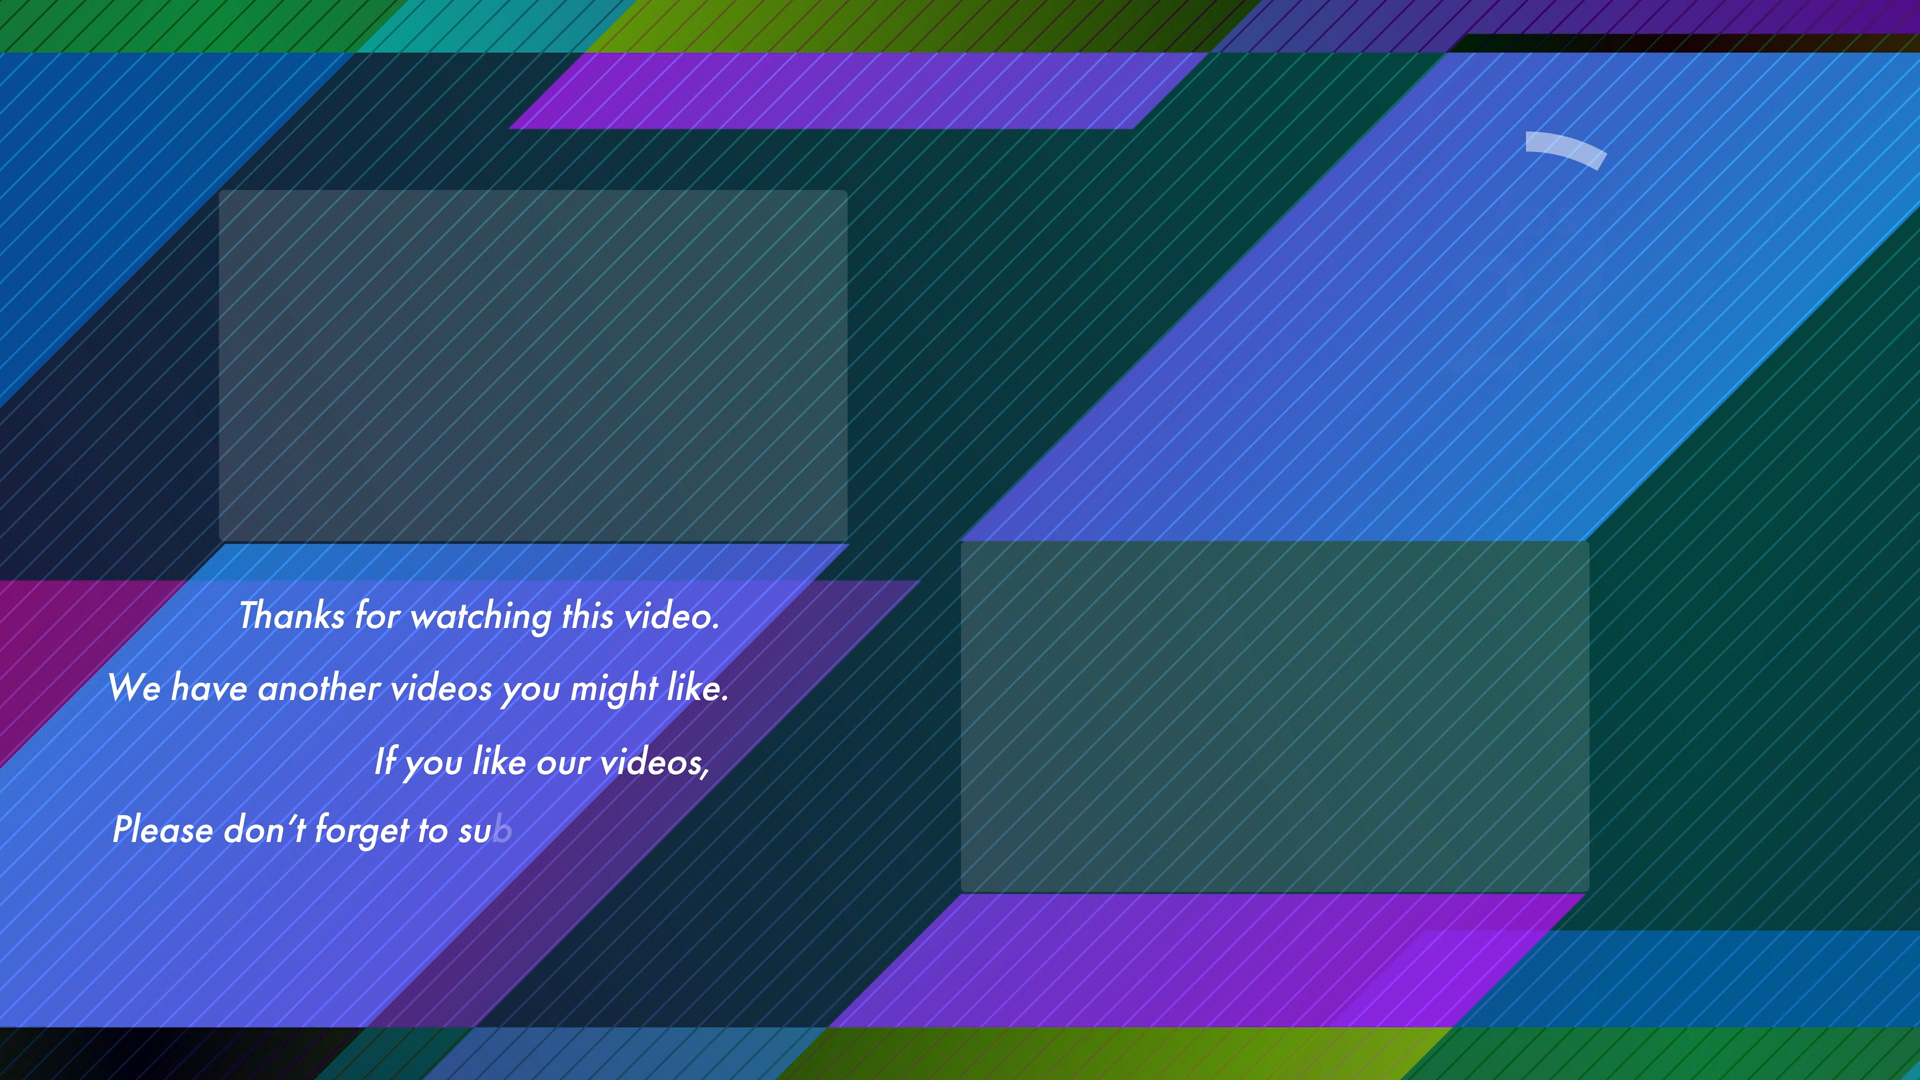 Thanks for watching this video.
We have another videos you might like.
If you like our videos,
Please don’t forget to sub